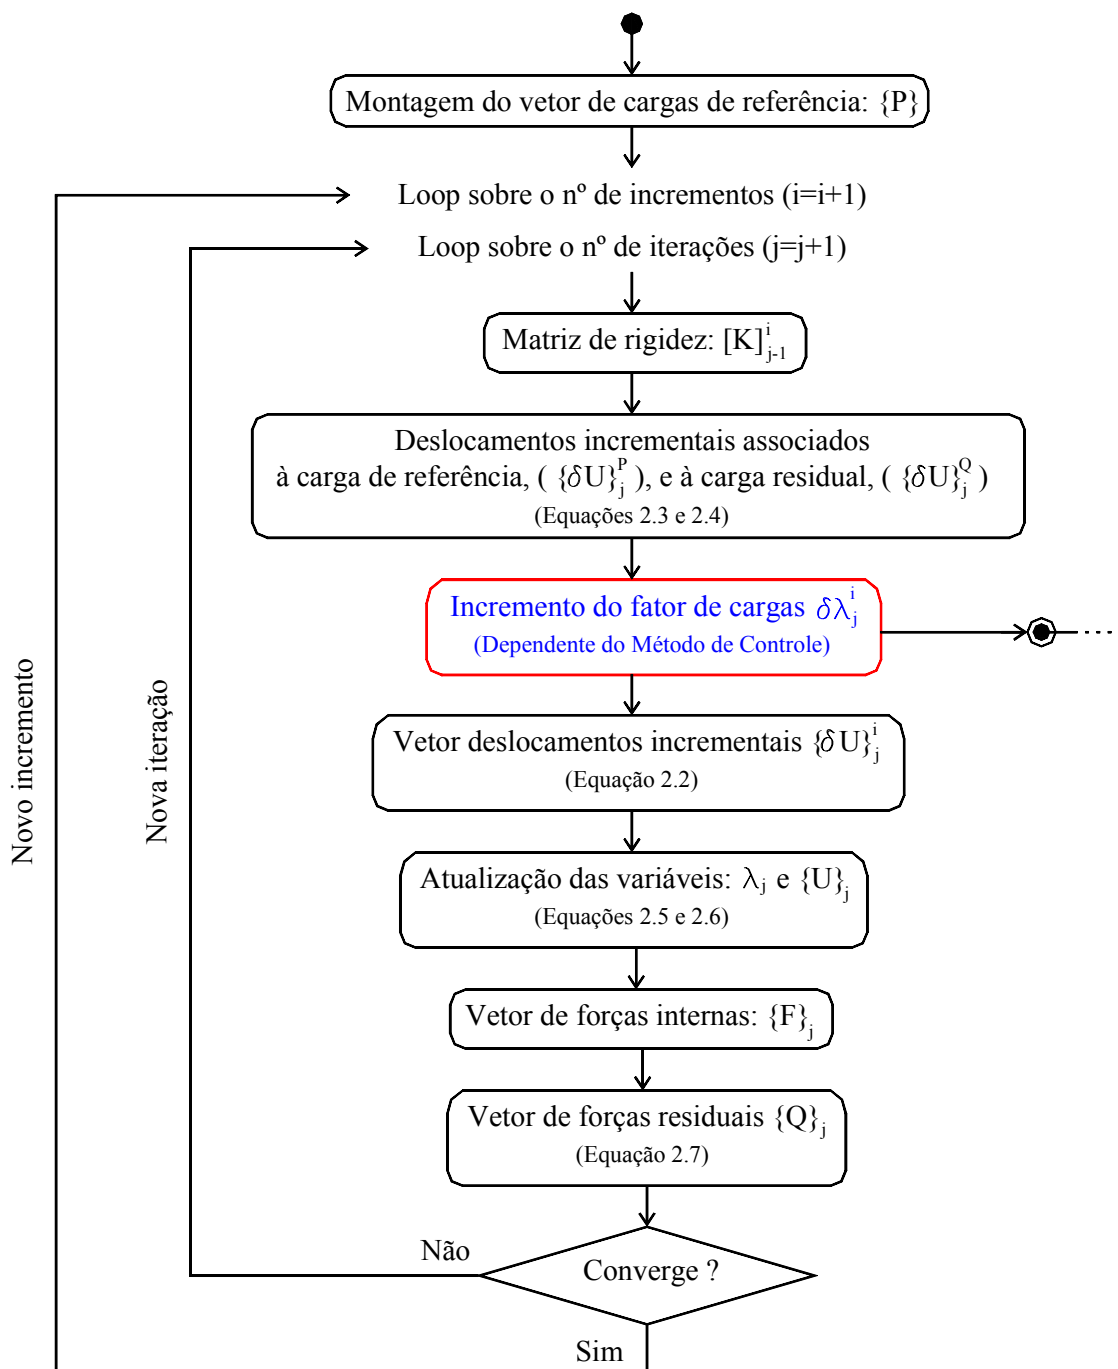 Montagem do vetor de cargas de referência: {P}
Loop sobre o nº de incrementos (i=i+1)
Loop sobre o nº de iterações (j=j+1)
Matriz de rigidez: [K]ⁱⱼ₋₁
Deslocamentos incrementais associados
à carga de referência, ( {δU}ᴾⱼ ), e à carga residual, ( {δU}Qⱼ )
(Equações 2.3 e 2.4)
Incremento do fator de cargas δλⁱⱼ
(Dependente do Método de Controle)
Vetor deslocamentos incrementais {δU}ⁱⱼ
(Equação 2.2)
Atualização das variáveis: λⱼ e {U}ⱼ
(Equações 2.5 e 2.6)
Vetor de forças internas: {F}ⱼ
Vetor de forças residuais {Q}ⱼ
(Equação 2.7)
Converge ?
Não
Sim
Nova iteração
Novo incremento